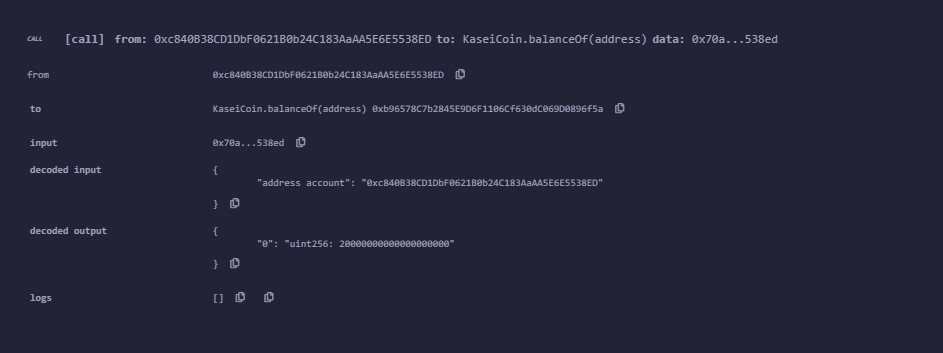 CALL [call] from: 0xc840B38CD1DbF0621B0b24C183AaAA5E6E5538ED to: KaseiCoin.balanceOf(address) data: 0x70a...538ed
from 0xc840B38CD1DbF0621B0b24C183AaAA5E6E5538ED
to KaseiCoin.balanceOf(address) 0xb96578C7b2845E9D6F1106Cf630dC069D0896f5a
input 0x70a...538ed
decoded input {
"address account": "0xc840B38CD1DbF0621B0b24C183AaAA5E6E5538ED"
}
decoded output {
"0": "uint256: 20000000000000000000"
}
logs []